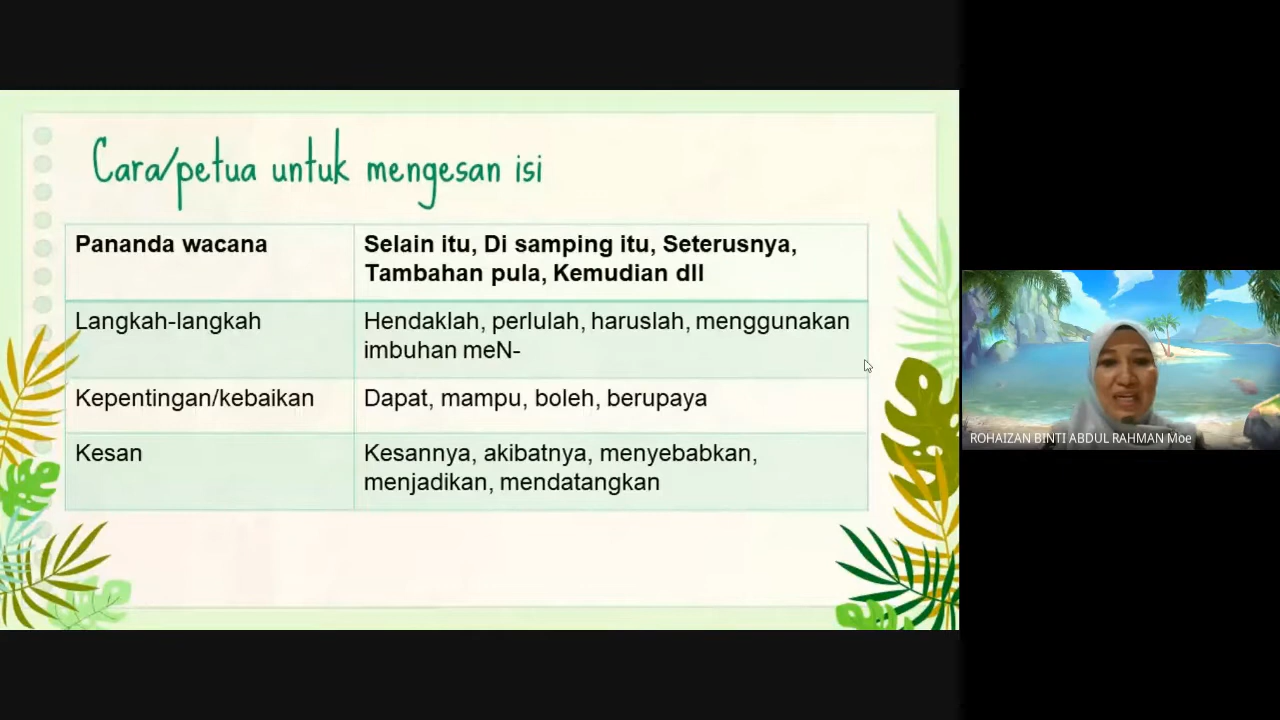 Cara/petua untuk mengesan isi
Pananda wacana
Selain itu, Di samping itu, Seterusnya,
Tambahan pula, Kemudian dll
Langkah-langkah
Hendaklah, perlulah, haruslah, menggunakan
imbuhan meN-
Kepentingan/kebaikan
Dapat, mampu, boleh, berupaya
Kesan
Kesannya, akibatnya, menyebabkan,
menjadikan, mendatangkan
ROHAIZAN BINTI ABDUL RAHMAN Moe